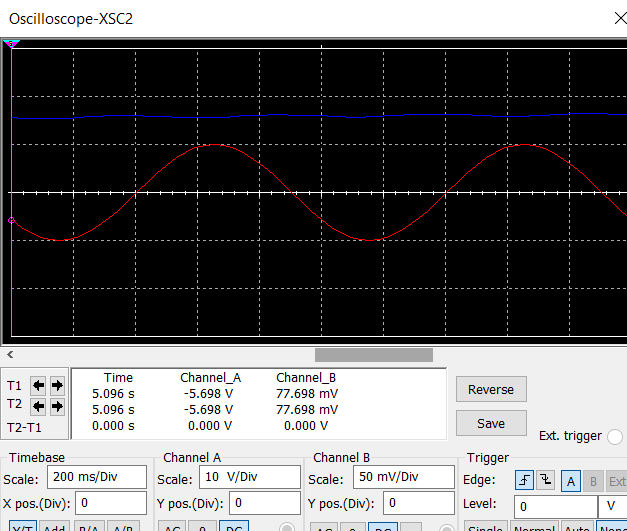 Oscilloscope-XSC2
Time Channel_A Channel_B
T1 5.096 s -5.698 V 77.698 mV
T2 5.096 s -5.698 V 77.698 mV
T2-T1 0.000 s 0.000 V 0.000 V
Reverse
Save
Ext. trigger
Timebase Channel A Channel B Trigger
Scale: 200 ms/Div Scale: 10 V/Div Scale: 50 mV/Div Edge: A B Ext
X pos.(Div): 0 Y pos.(Div): 0 Y pos.(Div): 0 Level: 0 V
Y/T Add B/A A/B AC 0 DC AC 0 DC Single Normal Auto None